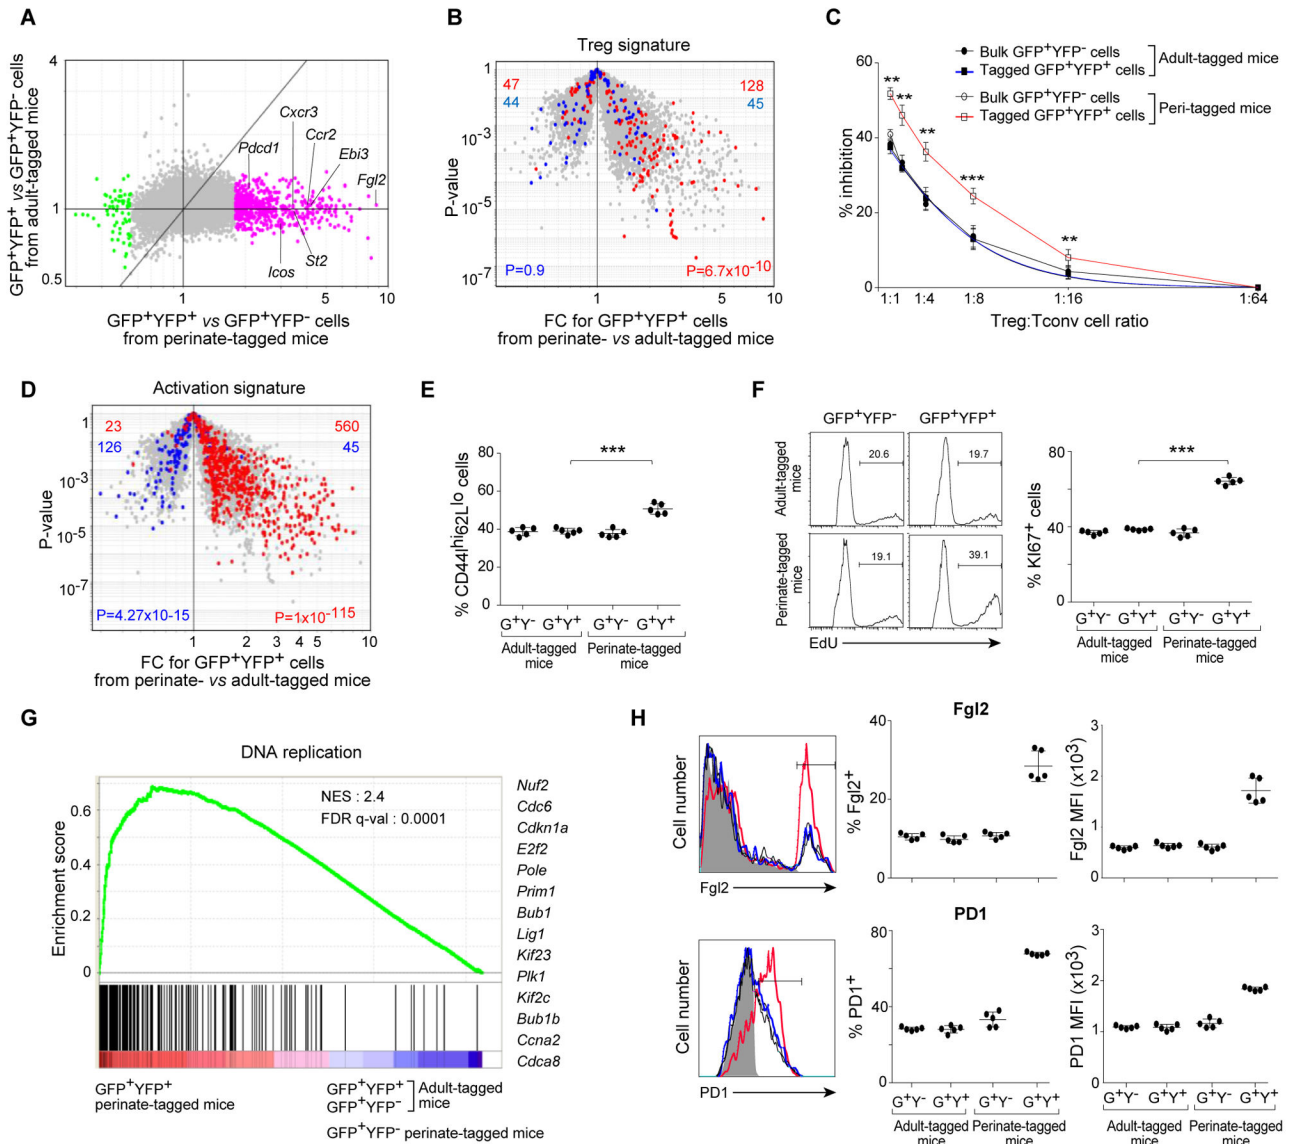 A
4
1
0.5
1
5
10
GFP+YFP+ vs GFP+YFP- cells
from adult-tagged mice
Cxcr3
Ccr2
Pdcd1
Ebi3
Fgl2
St2
Icos
GFP+YFP+ vs GFP+YFP- cells
from perinate-tagged mice
B
Treg signature
1
10-3
10-5
10-7
P-value
47
44
128
45
P=0.9
P=6.7x10-10
1
5
10
FC for GFP+YFP+ cells
from perinate- vs adult-tagged mice
C
Bulk GFP+YFP- cells
Tagged GFP+YFP+ cells
Adult-tagged mice
Bulk GFP+YFP- cells
Tagged GFP+YFP+ cells
Peri-tagged mice
60
40
20
0
% inhibition
**
**
**
***
**
1:1
1:4
1:8
1:16
1:64
Treg:Tconv cell ratio
D
Activation signature
1
10-3
10-5
10-7
P-value
23
126
560
45
P=4.27x10-15
P=1x10-115
1
2
3
4
5
10
FC for GFP+YFP+ cells
from perinate- vs adult-tagged mice
E
80
60
40
20
0
% CD44hi62Llo cells
***
G+Y-
G+Y+
G+Y-
G+Y+
Adult-tagged
mice
Perinate-tagged
mice
F
GFP+YFP-
GFP+YFP+
Adult-tagged
mice
20.6
19.7
Perinate-tagged
mice
19.1
39.1
EdU
80
40
0
% KI67+ cells
***
G+Y-
G+Y+
G+Y-
G+Y+
Adult-tagged
mice
Perinate-tagged
mice
G
DNA replication
NES : 2.4
FDR q-val : 0.0001
0.6
0.4
0.2
0
Enrichment score
Nuf2
Cdc6
Cdkn1a
E2f2
Pole
Prim1
Bub1
Lig1
Kif23
Plk1
Kif2c
Bub1b
Ccna2
Cdca8
GFP+YFP+
perinate-tagged mice
GFP+YFP+
GFP+YFP-
Adult-tagged
mice
GFP+YFP- perinate-tagged mice
H
Fgl2
Cell number
Fgl2
40
20
0
% Fgl2+
3
2
1
0
Fgl2 MFI (x103)
PD1
Cell number
PD1
80
40
0
% PD1+
3
2
1
0
PD1 MFI (x103)
G+Y-
G+Y+
G+Y-
G+Y+
Adult-tagged
mice
Perinate-tagged
mice
G+Y-
G+Y+
G+Y-
G+Y+
Adult-tagged
mice
Perinate-tagged
mice